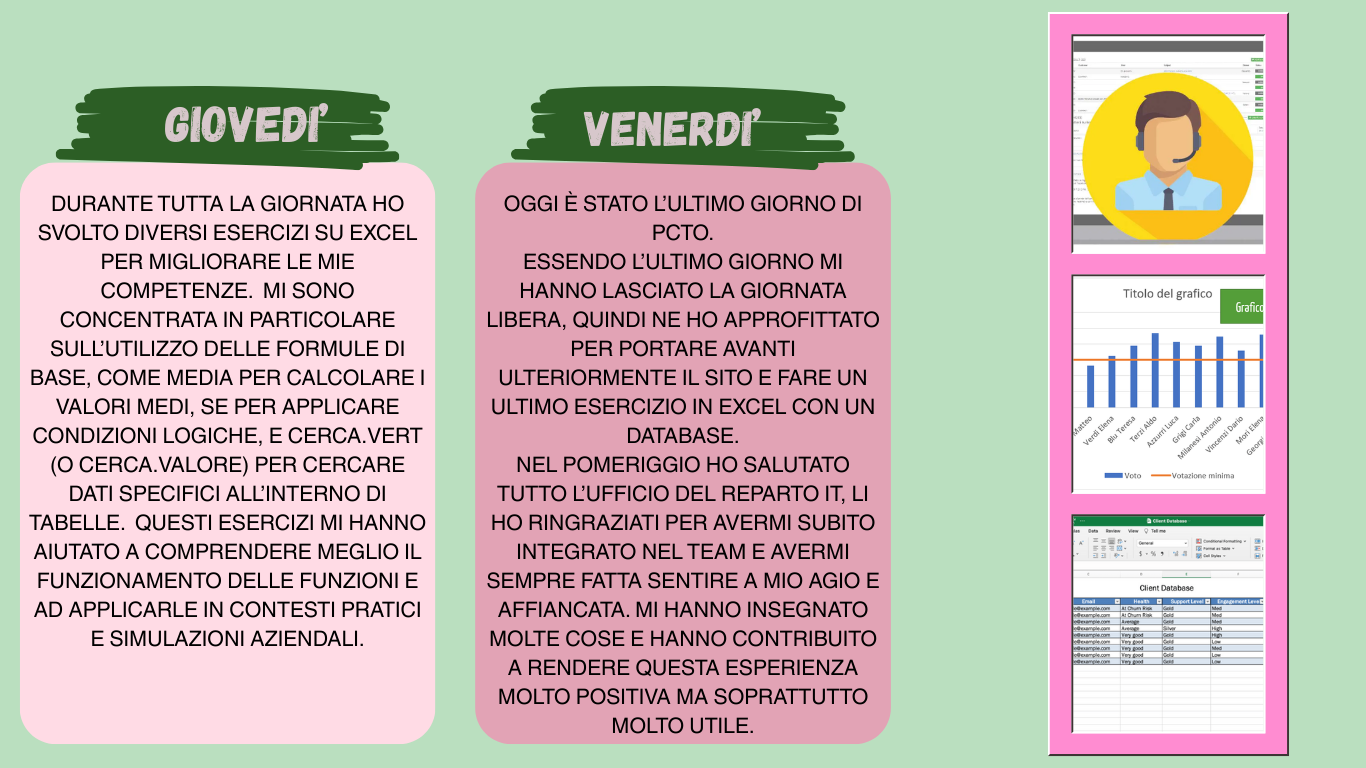 GIOVEDI'
DURANTE TUTTA LA GIORNATA HO
SVOLTO DIVERSI ESERCIZI SU EXCEL
PER MIGLIORARE LE MIE
COMPETENZE.  MI SONO
CONCENTRATA IN PARTICOLARE
SULL'UTILIZZO DELLE FORMULE DI
BASE, COME MEDIA PER CALCOLARE I
VALORI MEDI, SE PER APPLICARE
CONDIZIONI LOGICHE, E CERCA.VERT
(O CERCA.VALORE) PER CERCARE
DATI SPECIFICI ALL'INTERNO DI
TABELLE.  QUESTI ESERCIZI MI HANNO
AIUTATO A COMPRENDERE MEGLIO IL
FUNZIONAMENTO DELLE FUNZIONI E
AD APPLICARLE IN CONTESTI PRATICI
E SIMULAZIONI AZIENDALI.
VENERDI'
OGGI È STATO L'ULTIMO GIORNO DI
PCTO.
ESSENDO L'ULTIMO GIORNO MI
HANNO LASCIATO LA GIORNATA
LIBERA, QUINDI NE HO APPROFITTATO
PER PORTARE AVANTI
ULTERIORMENTE IL SITO E FARE UN
ULTIMO ESERCIZIO IN EXCEL CON UN
DATABASE.
NEL POMERIGGIO HO SALUTATO
TUTTO L'UFFICIO DEL REPARTO IT, LI
HO RINGRAZIATI PER AVERMI SUBITO
INTEGRATO NEL TEAM E AVERMI
SEMPRE FATTA SENTIRE A MIO AGIO E
AFFIANCATA. MI HANNO INSEGNATO
MOLTE COSE E HANNO CONTRIBUITO
A RENDERE QUESTA ESPERIENZA
MOLTO POSITIVA MA SOPRATTUTTO
MOLTO UTILE.
Titolo del grafico
Grafico
Matteo
Verdi Elena
Blu Teresa
Terzi Aldo
Azzurri Luca
Grigi Carla
Milanesi Antonio
Vincenzi Dario
Mori Elena
Voto
Votazione minima
Client Database
Data Review View Tell me
General
Conditional Formatting
Format as Table
Cell Styles
Client Database
Email Health Support Level Engagement Leve
e@example.com At Churn Risk Gold Med
e@example.com At Churn Risk Gold Med
e@example.com Average Gold Med
e@example.com Average Silver High
e@example.com Very good Gold High
e@example.com Very good Gold Low
e@example.com Very good Gold Med
e@example.com Very good Gold Low
e@example.com Very good Gold Low